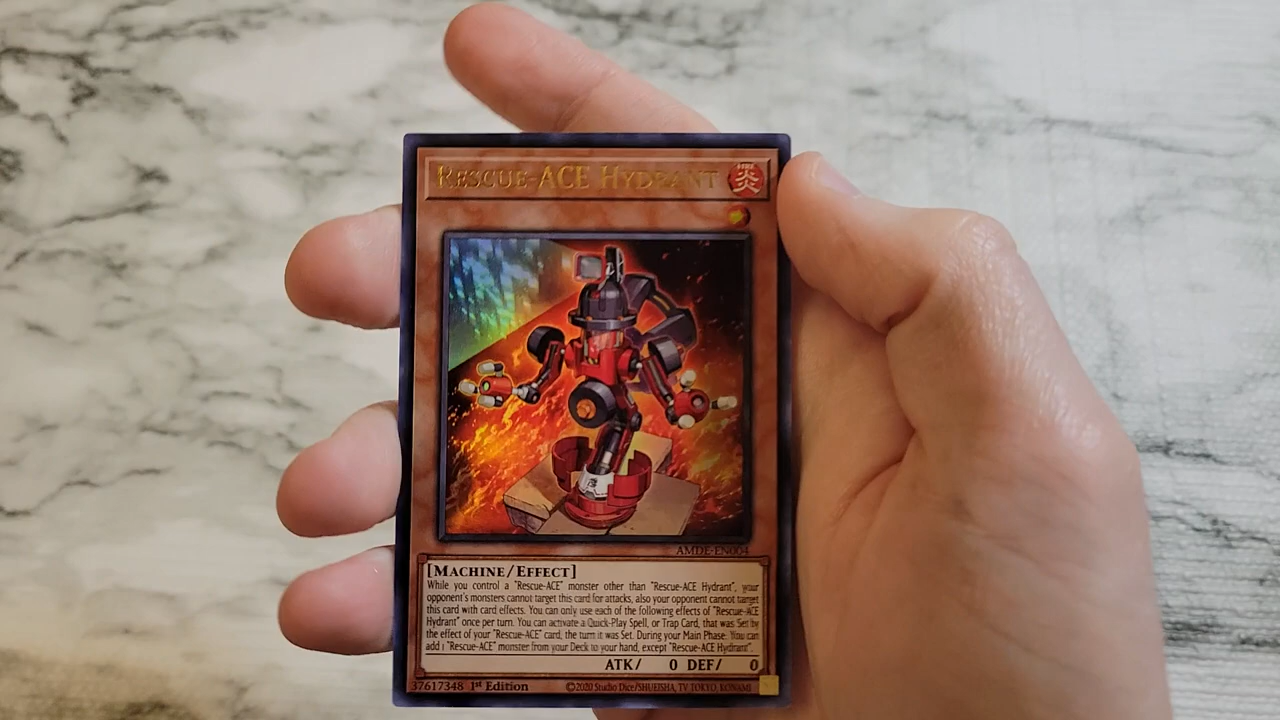 RESCUE-ACE HYDRANT
FIRE
炎
AMDE-EN004
[MACHINE/EFFECT]
While you control a "Rescue-ACE" monster other than "Rescue-ACE Hydrant", your
opponent's monsters cannot target this card for attacks, also your opponent cannot target
this card with card effects. You can only use each of the following effects of "Rescue-ACE
Hydrant" once per turn. You can activate a Quick-Play Spell, or Trap Card, that was Set by
the effect of your "Rescue-ACE" card, the turn it was Set. During your Main Phase: You can
add 1 "Rescue-ACE" monster from your Deck to your hand, except "Rescue-ACE Hydrant".
ATK/ 0 DEF/ 0
37617348 1st Edition ©2020 Studio Dice/SHUEISHA, TV TOKYO, KONAMI